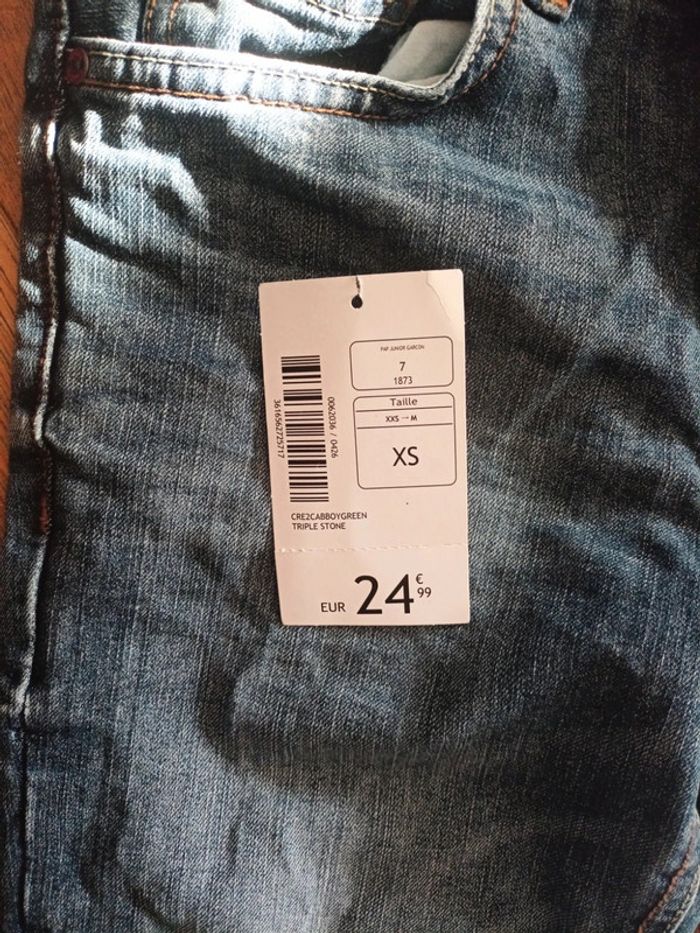 PAP JUNIOR GARCON
7
1873
Taille
XXS → M
XS
0062036 / 0426
3616562725717
CRE2CABBOYGREEN
TRIPLE STONE
EUR 24€99